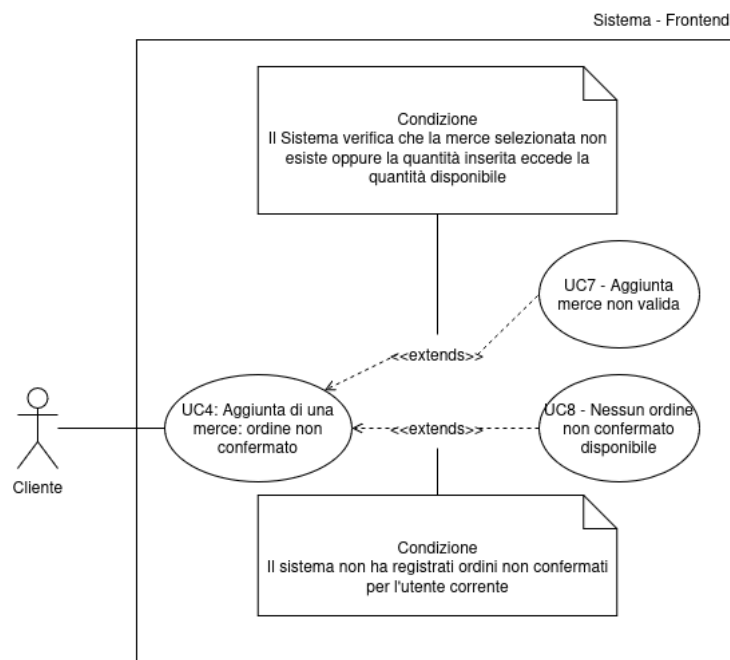 Sistema - Frontend
Condizione
Il Sistema verifica che la merce selezionata non
esiste oppure la quantità inserita eccede la
quantità disponibile
UC7 - Aggiunta
merce non valida
<<extends>>
UC4: Aggiunta di una
merce: ordine non
confermato
<<extends>>
UC8 - Nessun ordine
non confermato
disponibile
Cliente
Condizione
Il sistema non ha registrati ordini non confermati
per l'utente corrente